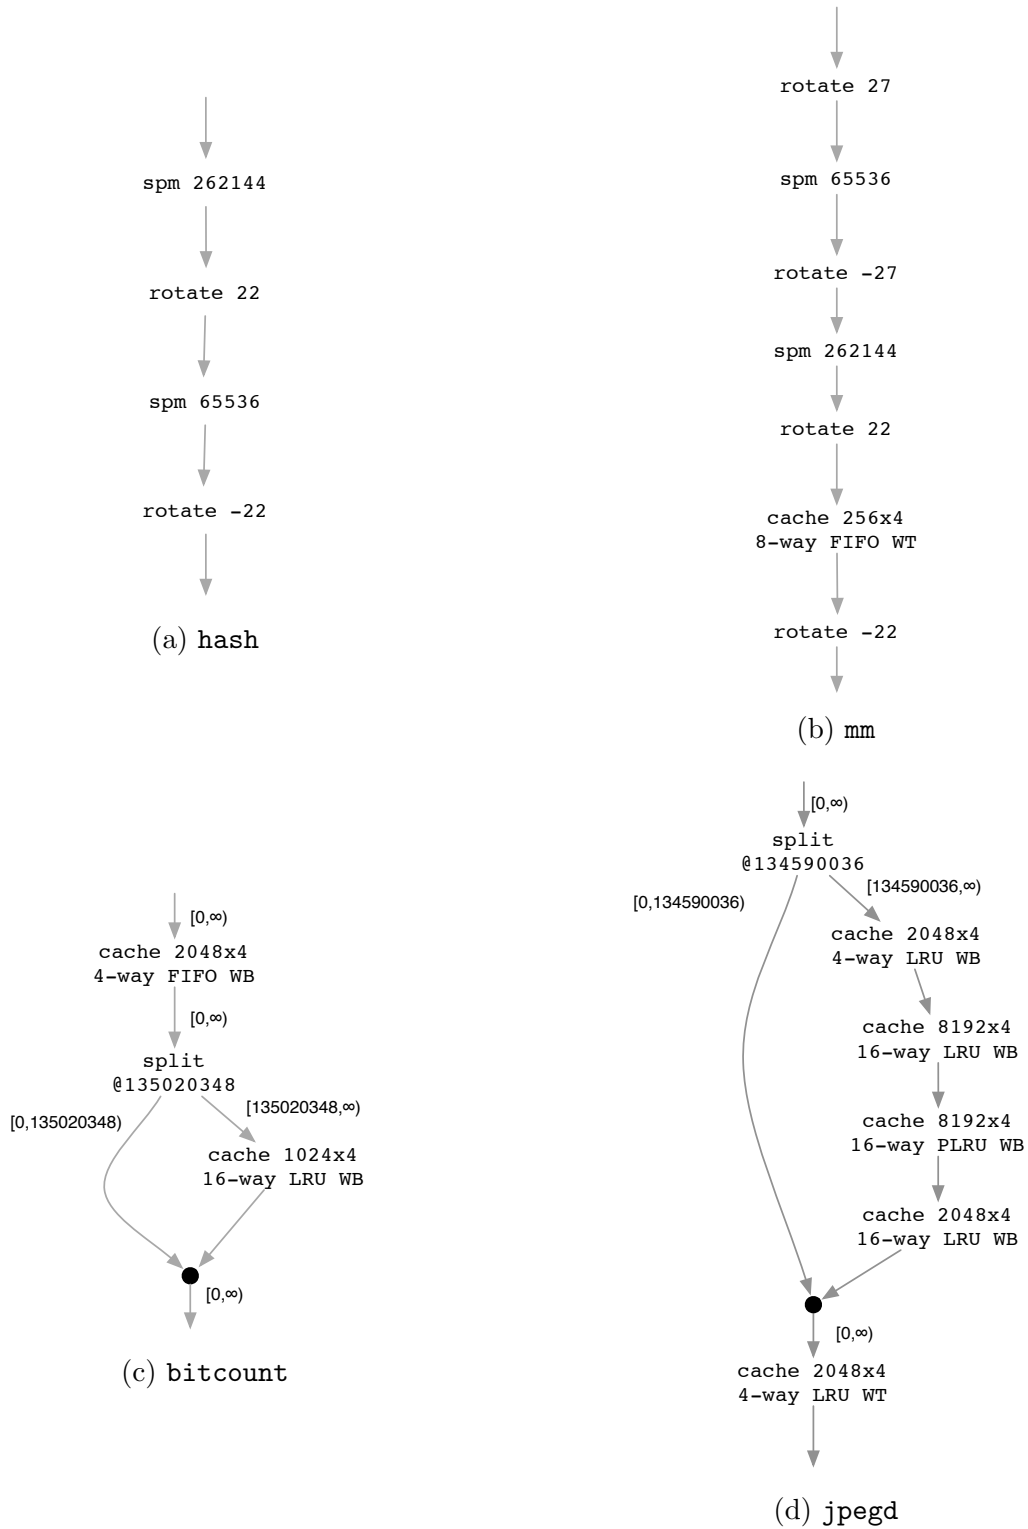 spm 262144
rotate 22
spm 65536
rotate -22
(a) hash
rotate 27
spm 65536
rotate -27
spm 262144
rotate 22
cache 256x4
8-way FIFO WT
rotate -22
(b) mm
[0,∞)
cache 2048x4
4-way FIFO WB
[0,∞)
split
@135020348
[0,135020348)
[135020348,∞)
cache 1024x4
16-way LRU WB
[0,∞)
(c) bitcount
[0,∞)
split
@134590036
[0,134590036)
[134590036,∞)
cache 2048x4
4-way LRU WB
cache 8192x4
16-way LRU WB
cache 8192x4
16-way PLRU WB
cache 2048x4
16-way LRU WB
[0,∞)
cache 2048x4
4-way LRU WT
(d) jpegd